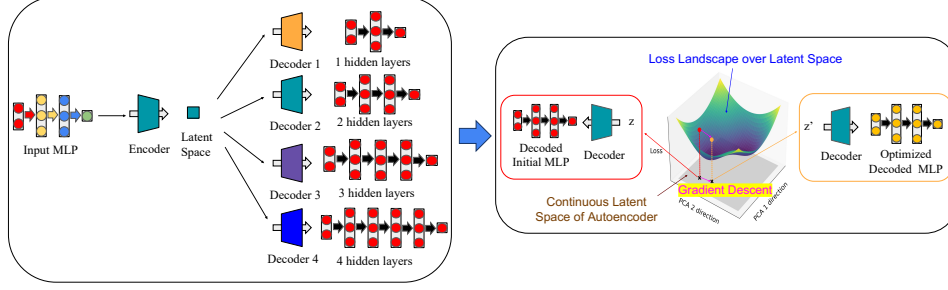 Input MLP
Encoder
Latent
Space
Decoder 1
1 hidden layers
Decoder 2
2 hidden layers
Decoder 3
3 hidden layers
Decoder 4
4 hidden layers
Loss Landscape over Latent Space
Decoded
Initial MLP
Decoder
z
Loss
Gradient Descent
Continuous Latent
Space of Autoencoder
PCA 2 direction
PCA 1 direction
z'
Decoder
Optimized
Decoded MLP